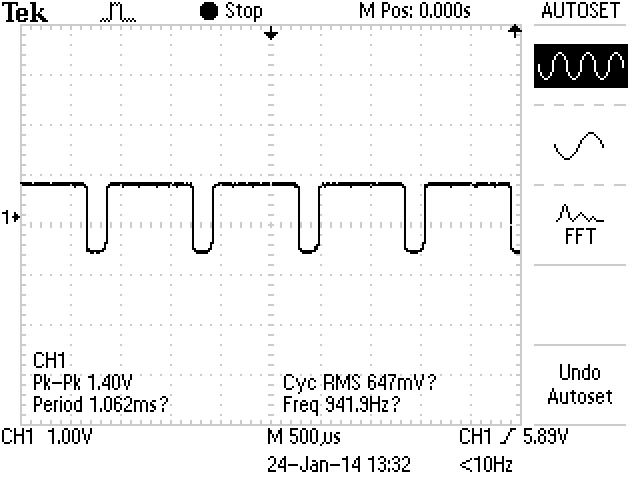 Tek Stop M Pos: 0.000s AUTOSET
1
FFT
CH1
Pk-Pk 1.40V Cyc RMS 647mV?
Period 1.062ms? Freq 941.9Hz?
Undo
Autoset
CH1 1.00V M 500µs CH1 5.89V
24-Jan-14 13:32 <10Hz